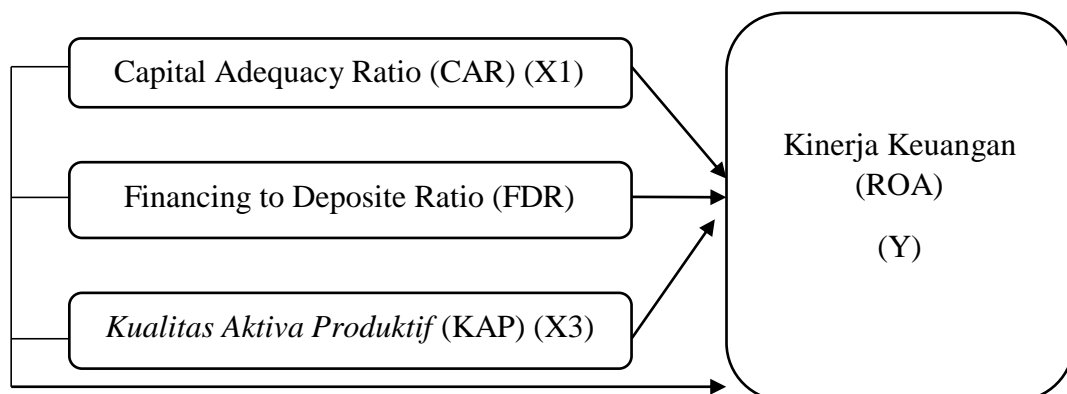 Capital Adequacy Ratio (CAR) (X1)
Financing to Deposite Ratio (FDR)
Kualitas Aktiva Produktif (KAP) (X3)
Kinerja Keuangan
(ROA)
(Y)